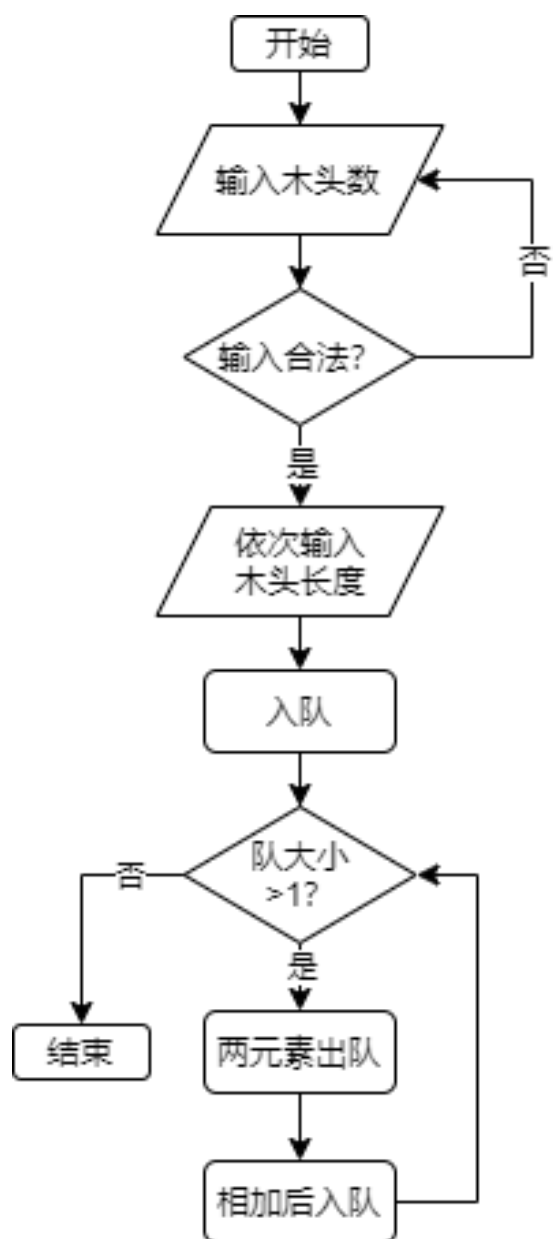 开始
输入木头数
否
输入合法?
是
依次输入
木头长度
入队
队大小
>1?
否
是
结束
两元素出队
相加后入队